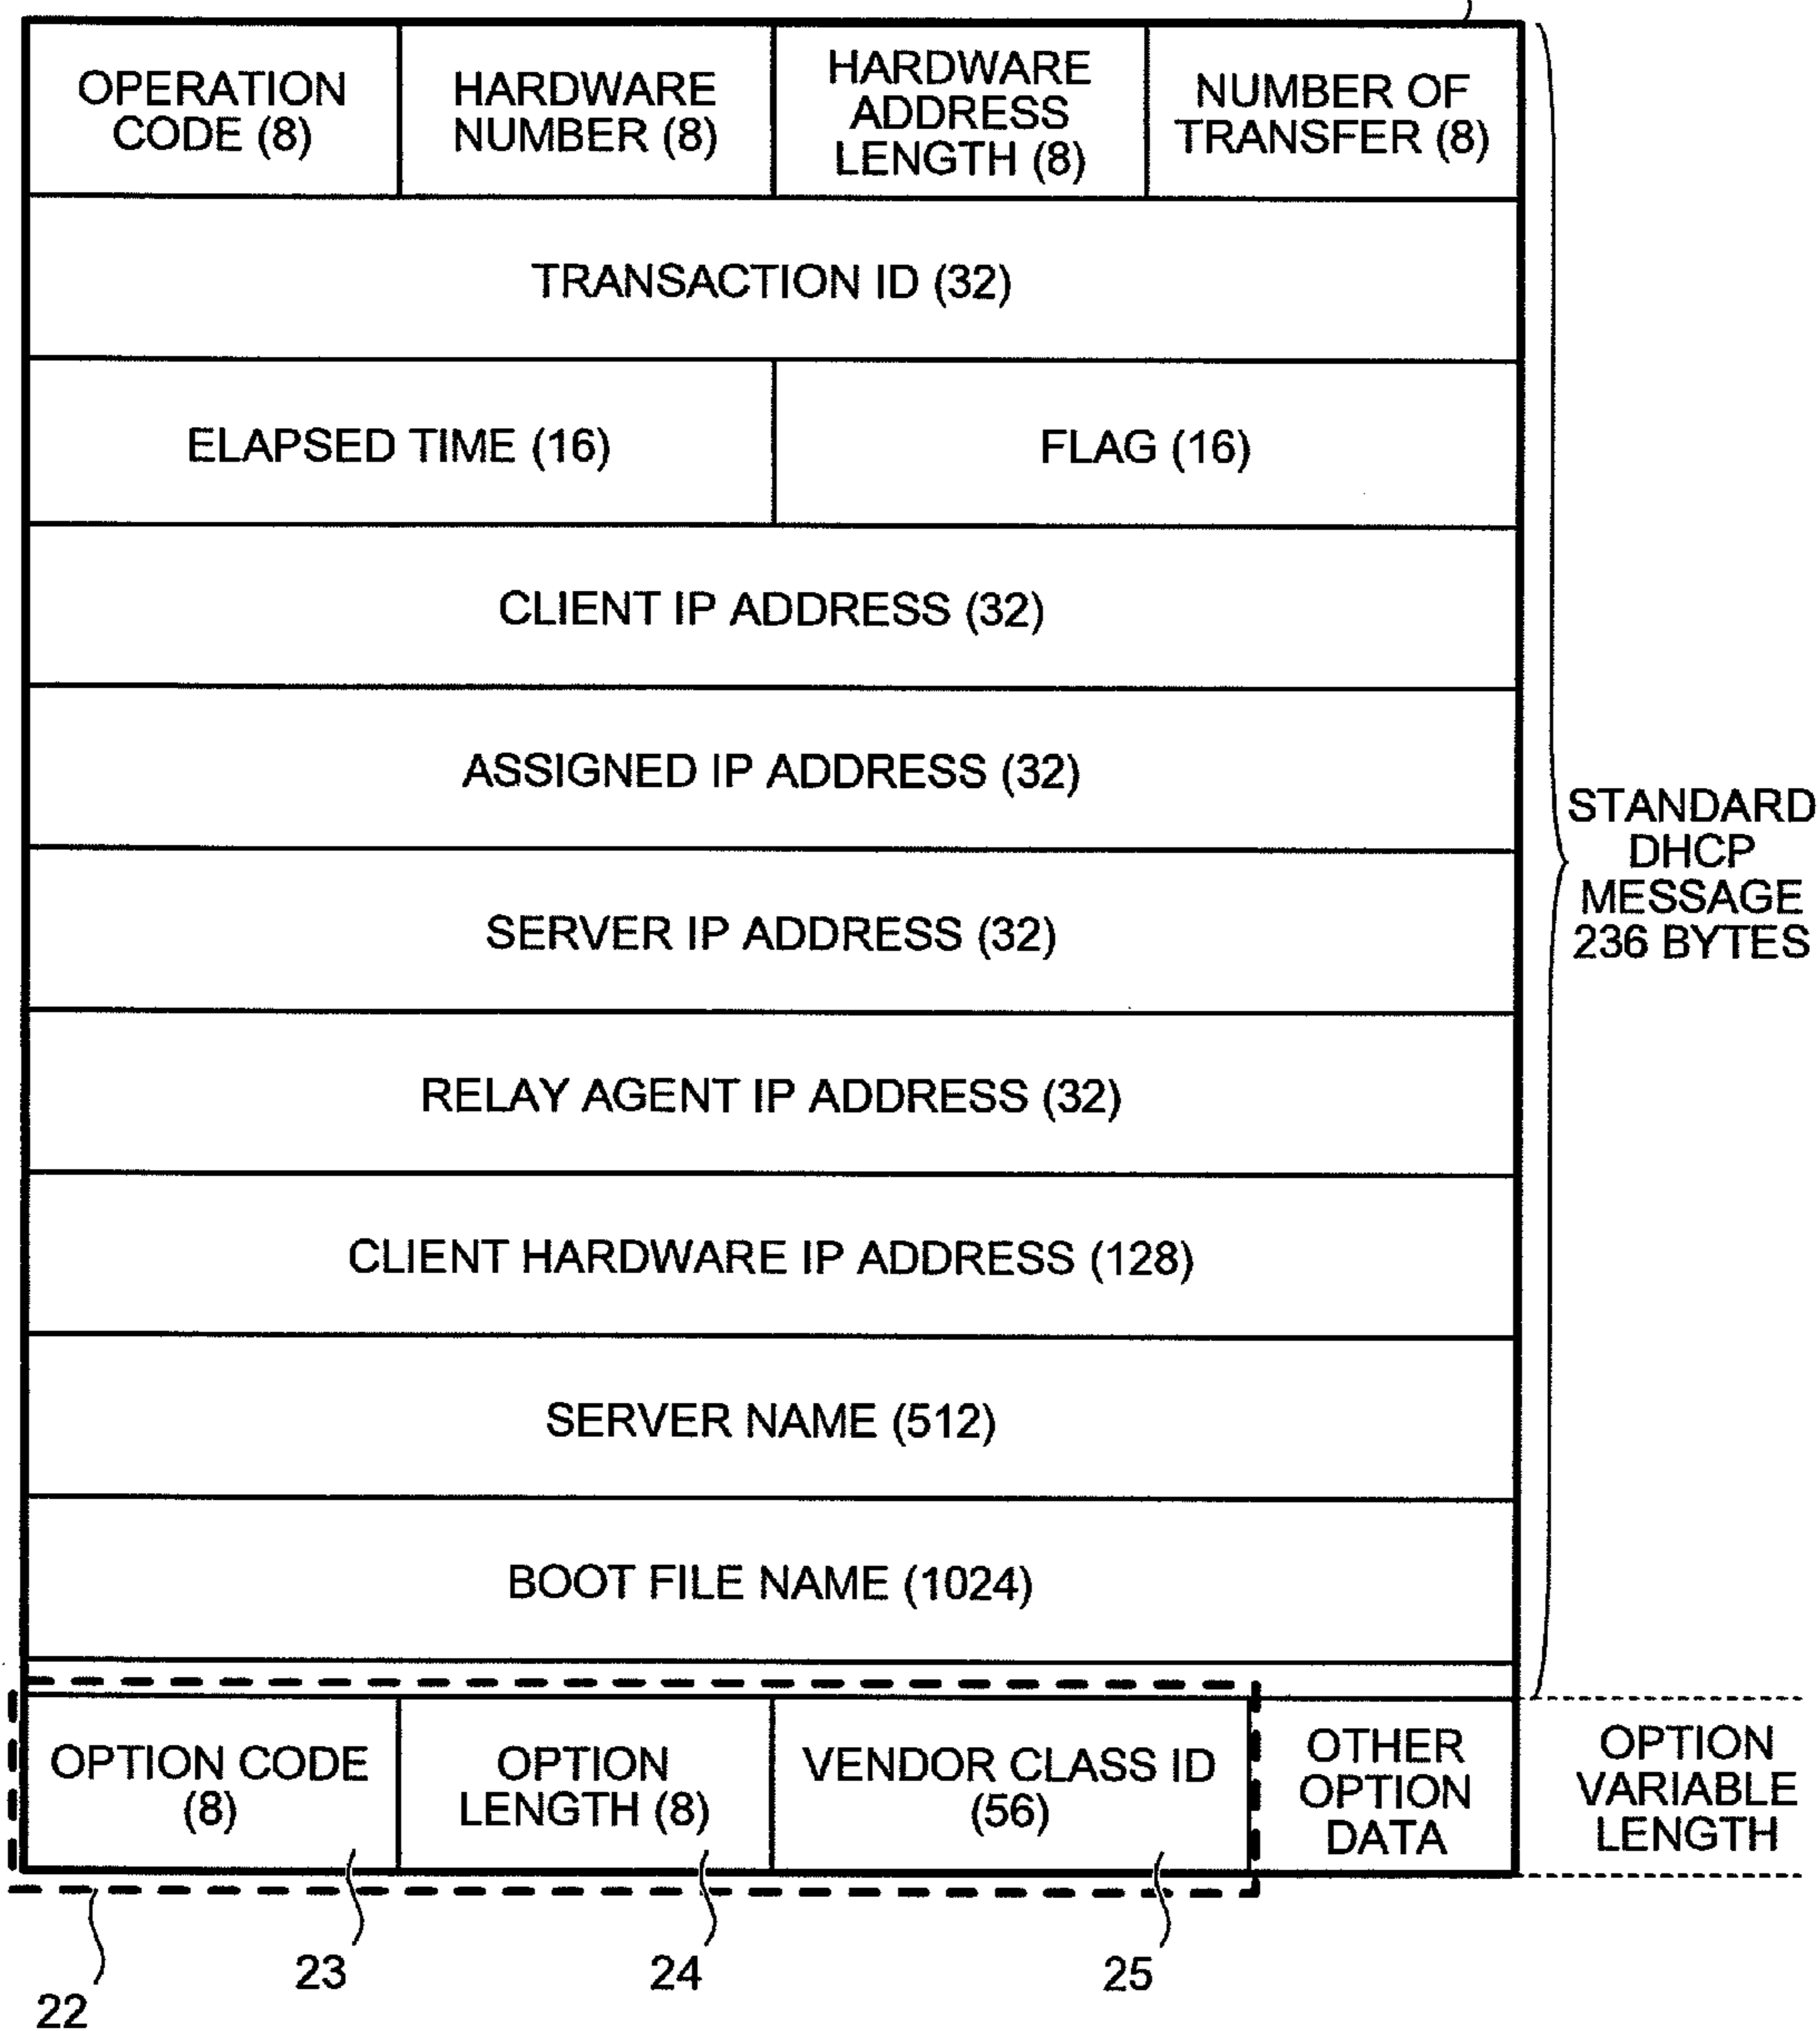 OPERATION
CODE (8)
HARDWARE
NUMBER (8)
HARDWARE
ADDRESS
LENGTH (8)
NUMBER OF
TRANSFER (8)
TRANSACTION ID (32)
ELAPSED TIME (16)
FLAG (16)
CLIENT IP ADDRESS (32)
ASSIGNED IP ADDRESS (32)
SERVER IP ADDRESS (32)
RELAY AGENT IP ADDRESS (32)
CLIENT HARDWARE IP ADDRESS (128)
SERVER NAME (512)
BOOT FILE NAME (1024)
STANDARD
DHCP
MESSAGE
236 BYTES
OPTION CODE
(8)
OPTION
LENGTH (8)
VENDOR CLASS ID
(56)
OTHER
OPTION
DATA
OPTION
VARIABLE
LENGTH
22
23
24
25